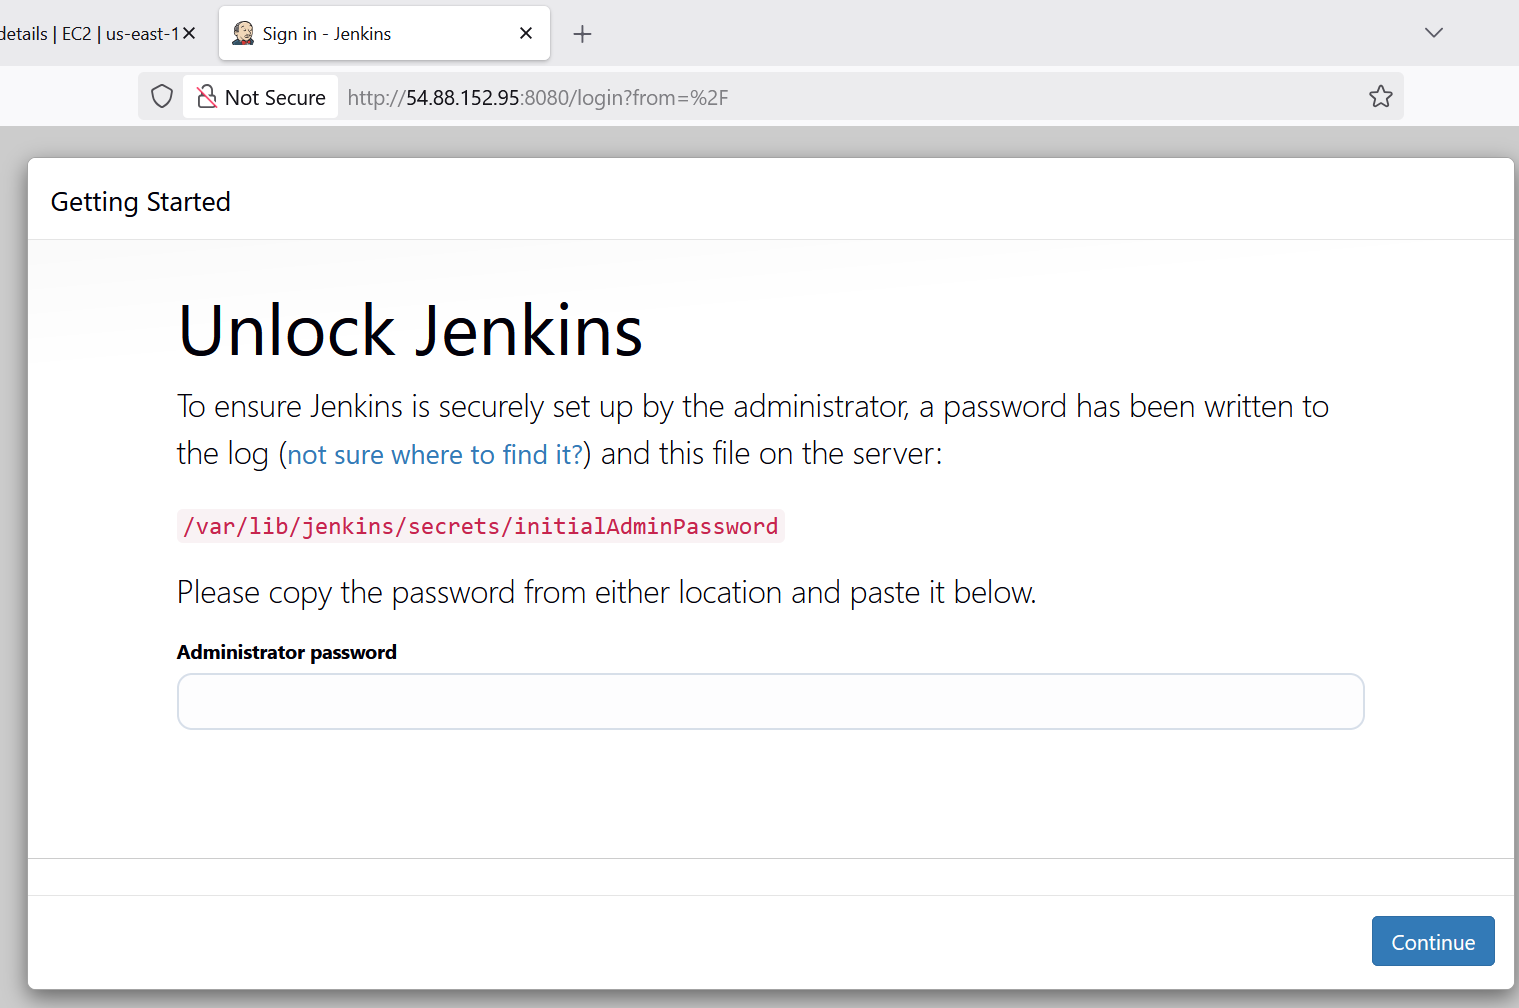 details | EC2 | us-east-1
Sign in - Jenkins
Not Secure http://54.88.152.95:8080/login?from=%2F
Getting Started
Unlock Jenkins
To ensure Jenkins is securely set up by the administrator, a password has been written to
the log (not sure where to find it?) and this file on the server:
/var/lib/jenkins/secrets/initialAdminPassword
Please copy the password from either location and paste it below.
Administrator password
Continue